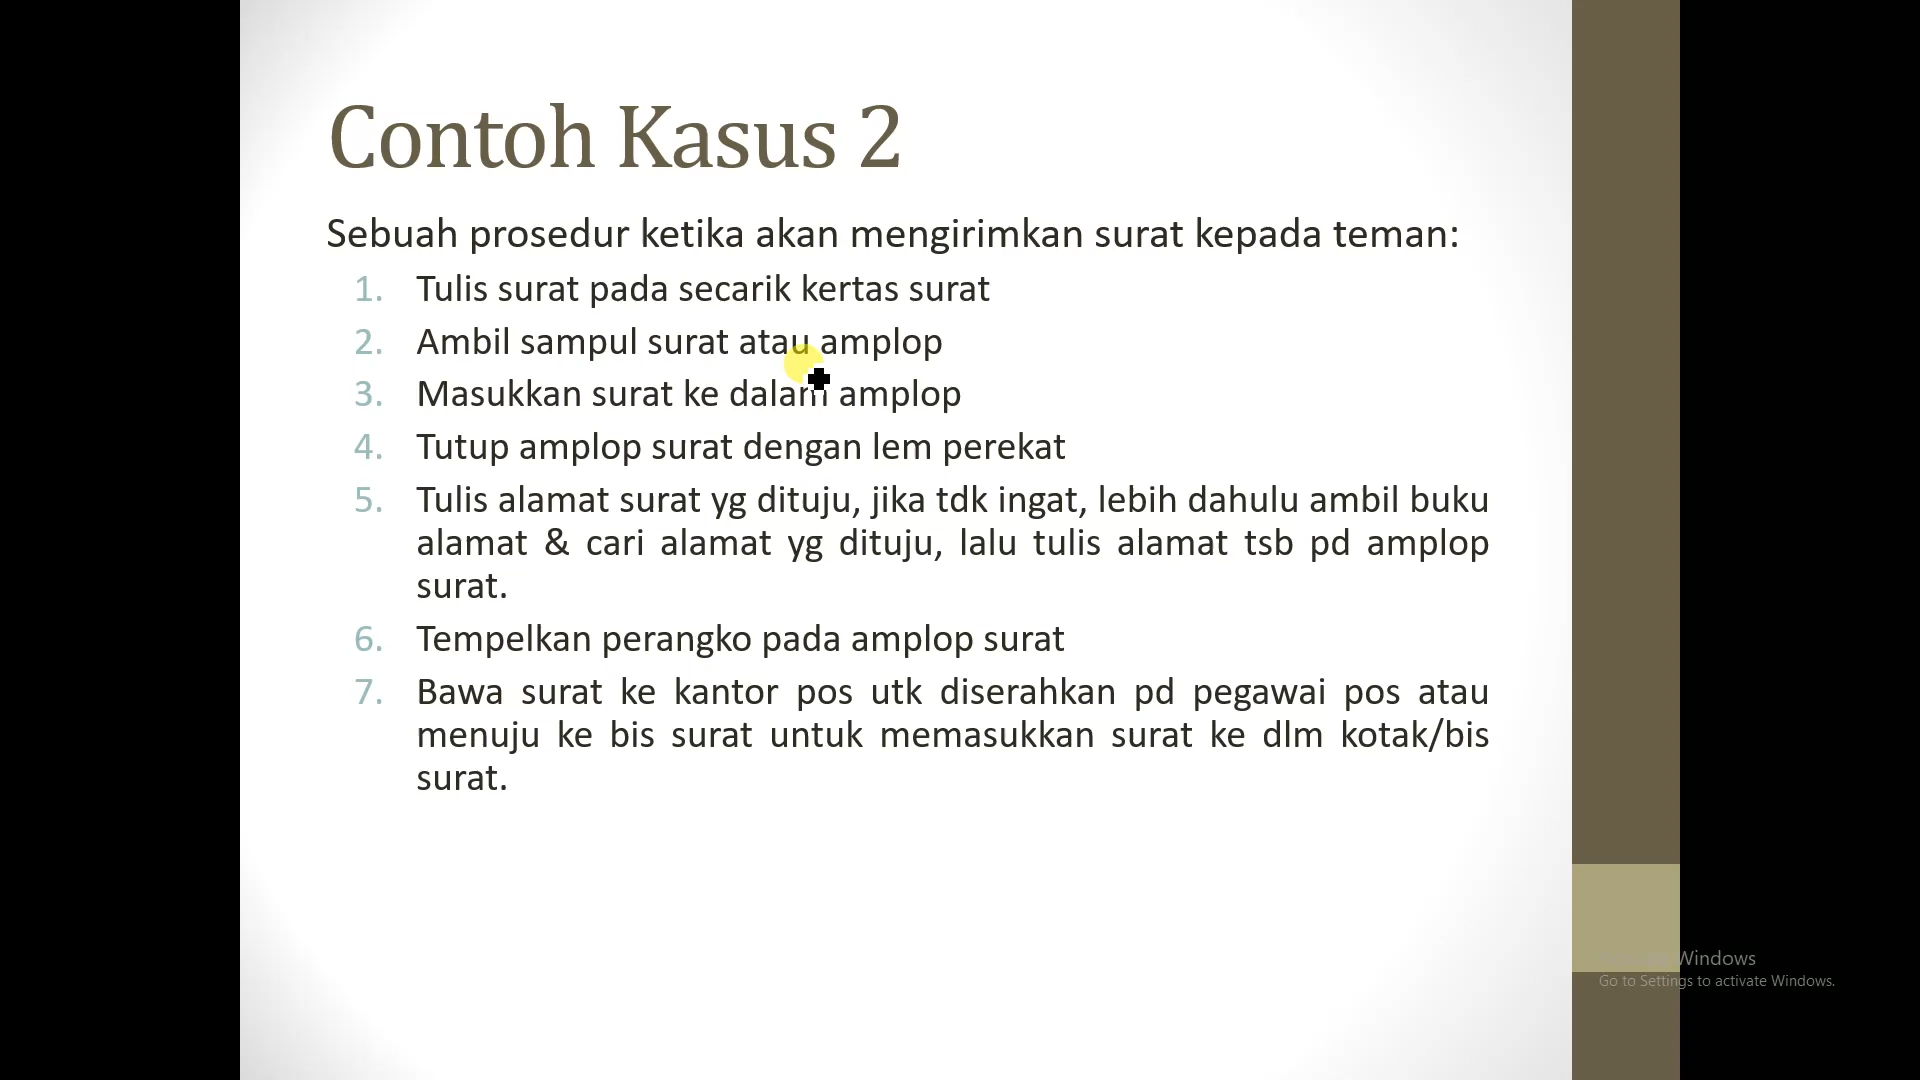 Contoh Kasus 2
Sebuah prosedur ketika akan mengirimkan surat kepada teman:
1. Tulis surat pada secarik kertas surat
2. Ambil sampul surat atau amplop
3. Masukkan surat ke dalam amplop
4. Tutup amplop surat dengan lem perekat
5. Tulis alamat surat yg dituju, jika tdk ingat, lebih dahulu ambil buku
alamat & cari alamat yg dituju, lalu tulis alamat tsb pd amplop
surat.
6. Tempelkan perangko pada amplop surat
7. Bawa surat ke kantor pos utk diserahkan pd pegawai pos atau
menuju ke bis surat untuk memasukkan surat ke dlm kotak/bis
surat.
Windows
Go to Settings to activate Windows.